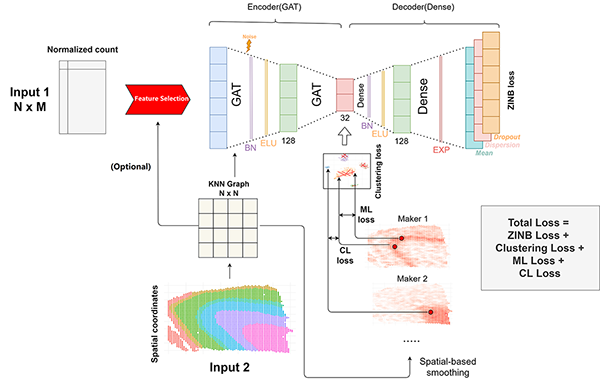 Encoder(GAT)
Decoder(Dense)
Normalized count
Input 1
N x M
Feature Selection
(Optional)
Noise
GAT
BN
ELU
128
GAT
32
Dense
BN
ELU
128
Dense
EXP
ZINB loss
Dropout
Dispersion
Mean
Clustering loss
KNN Graph
N x N
ML
loss
CL
loss
Maker 1
Maker 2
......
Spatial-based
smoothing
Spatial coordinates
Input 2
Total Loss =
ZINB Loss +
Clustering Loss +
ML Loss +
CL Loss